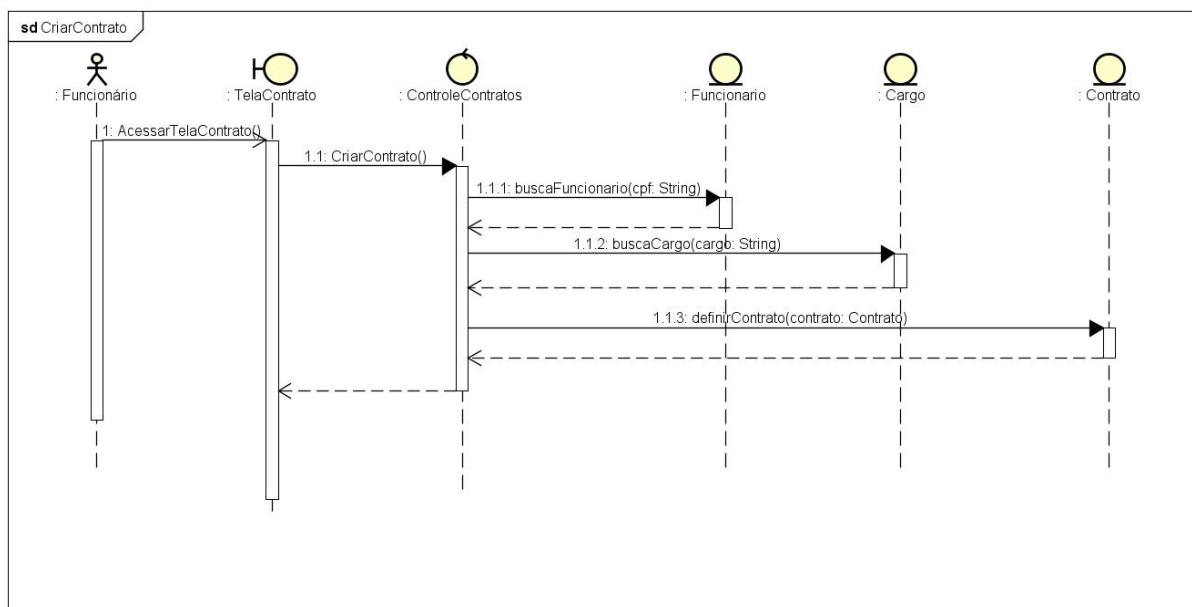 sd CriarContrato
: Funcionário
: TelaContrato
: ControleContratos
: Funcionario
: Cargo
: Contrato
1: AcessarTelaContrato()
1.1: CriarContrato()
1.1.1: buscaFuncionario(cpf: String)
1.1.2: buscaCargo(cargo: String)
1.1.3: definirContrato(contrato: Contrato)